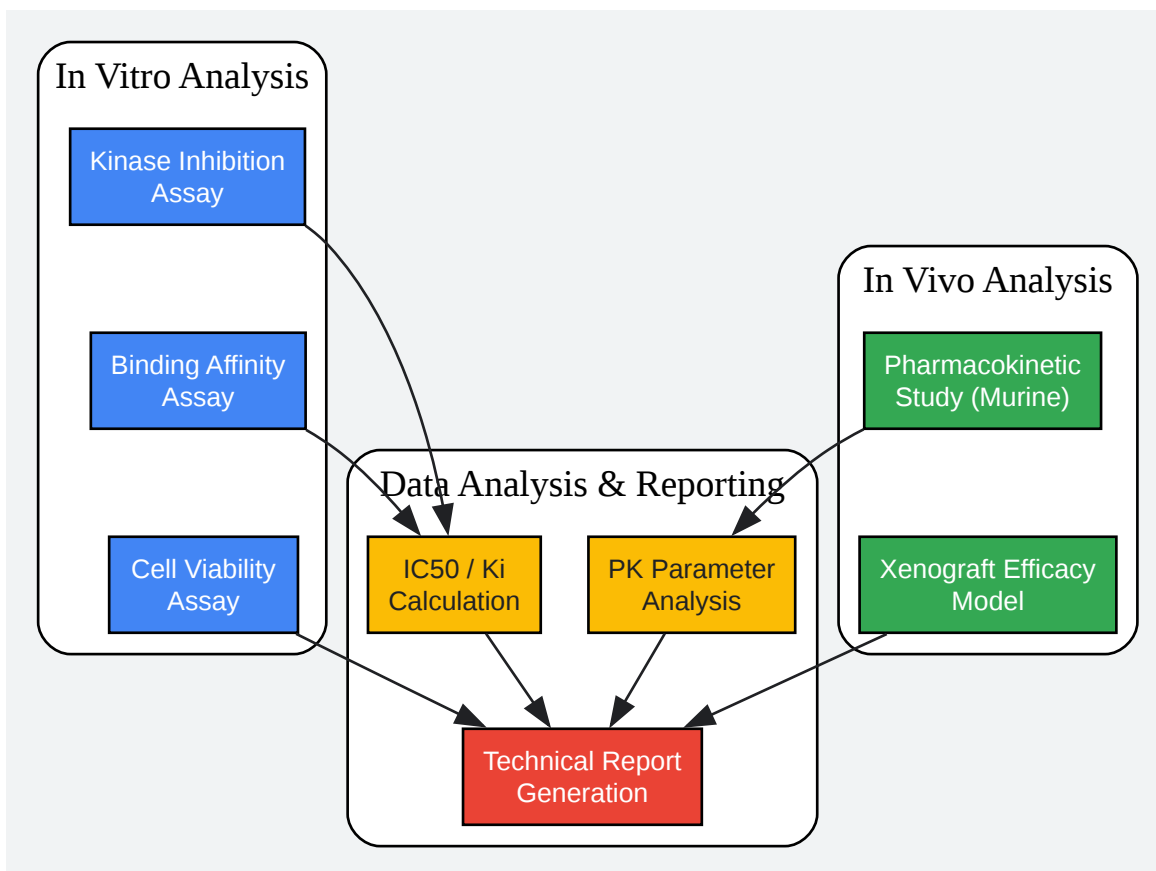 In Vitro Analysis
Kinase Inhibition
Assay
Binding Affinity
Assay
Cell Viability
Assay
In Vivo Analysis
Pharmacokinetic
Study (Murine)
Xenograft Efficacy
Model
Data Analysis & Reporting
IC50 / Ki
Calculation
PK Parameter
Analysis
Technical Report
Generation